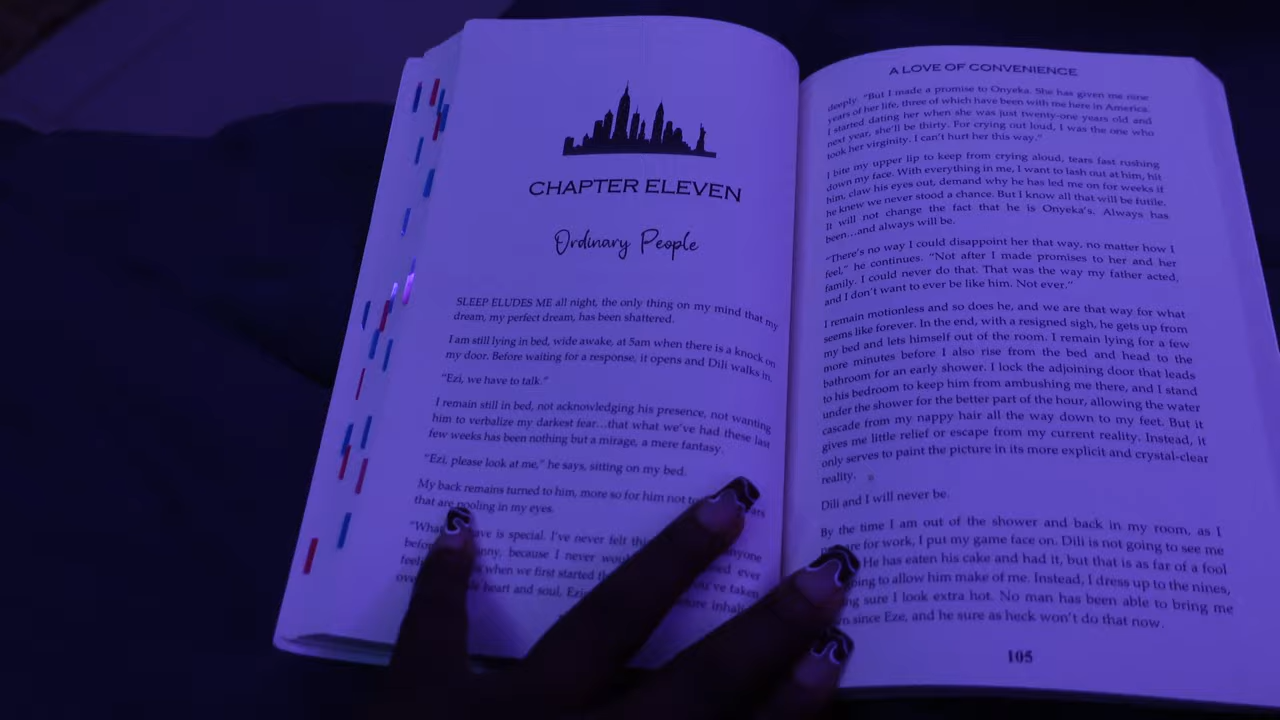 CHAPTER ELEVEN
Ordinary People
SLEEP ELUDES ME all night, the only thing on my mind that my
dream, my perfect dream, has been shattered.
I am still lying in bed, wide awake, at 5am when there is a knock on
my door. Before waiting for a response, it opens and Dili walks in.
“Ezi, we have to talk.”
I remain still in bed, not acknowledging his presence, not wanting
him to verbalize my darkest fear…that what we’ve had these last
few weeks has been nothing but a mirage, a mere fantasy.
“Ezi, please look at me,” he says, sitting on my bed.
My back remains turned to him, more so for him not to
that are pooling in my eyes.
ave is special. I’ve never felt
because I never ever
when we first started taken
heart and soul,
A LOVE OF CONVENIENCE
deeply. “But I made a promise to Onyeka. She has given me nine
years of her life, three of which have been with me here in America.
I started dating her when she was just twenty-one years old and
next year, she’ll be thirty. For crying out loud, I was the one who
took her virginity. I can’t hurt her this way.”
I bite my upper lip to keep from crying aloud, tears fast rushing
down my face. With everything in me, I want to lash out at him, hit
him, claw his eyes out, demand why he has led me on for weeks if
he knew we never stood a chance. But I know all that will be futile.
It will not change the fact that he is Onyeka’s. Always has
been…and always will be.
“There’s no way I could disappoint her that way, no matter how I
feel,” he continues. “Not after I made promises to her and her
family. I could never do that. That was the way my father acted,
and I don’t want to ever be like him. Not ever.”
I remain motionless and so does he, and we are that way for what
seems like forever. In the end, with a resigned sigh, he gets up from
my bed and lets himself out of the room. I remain lying for a few
more minutes before I also rise from the bed and head to the
bathroom for an early shower. I lock the adjoining door that leads
to his bedroom to keep him from ambushing me there, and I stand
under the shower for the better part of the hour, allowing the water
cascade from my nappy hair all the way down to my feet. But it
gives me little relief or escape from my current reality. Instead, it
only serves to paint the picture in its more explicit and crystal-clear
reality.
Dili and I will never be.
By the time I am out of the shower and back in my room, as I
for work, I put my game face on. Dili is not going to see me
He has eaten his cake and had it, but that is as far of a fool
going to allow him make of me. Instead, I dress up to the nines,
sure I look extra hot. No man has been able to bring me
since Eze, and he sure as heck won’t do that now.
105